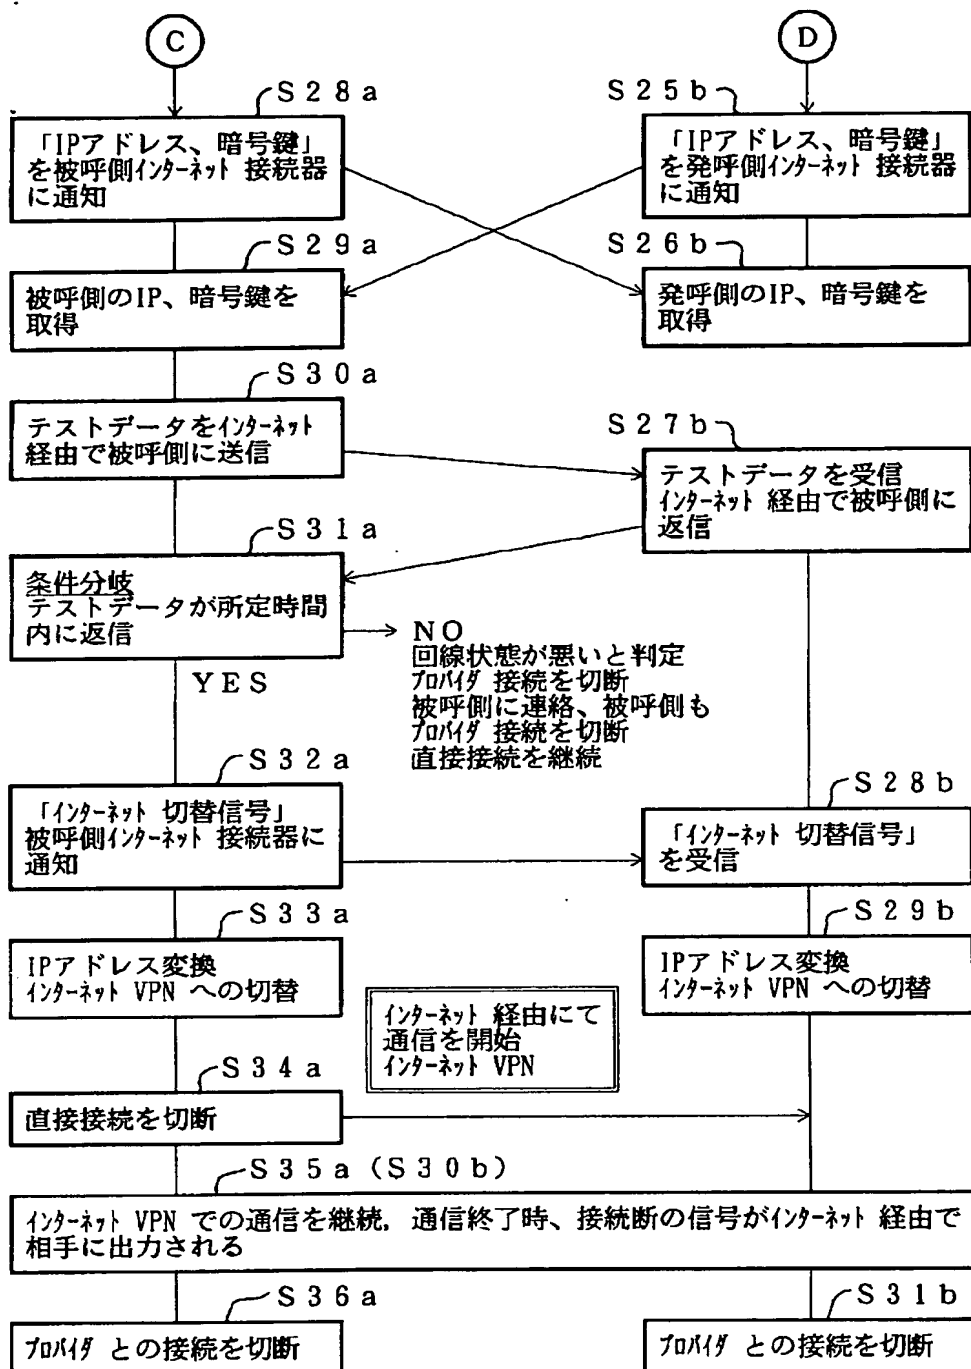 C
D
S28a
S25b
「IPアドレス、暗号鍵」
を被呼側インターネット 接続器
に通知
「IPアドレス、暗号鍵」
を発呼側インターネット 接続器
に通知
S29a
S26b
被呼側のIP、暗号鍵を
取得
発呼側のIP、暗号鍵を
取得
S30a
S27b
テストデータをインターネット
経由で被呼側に送信
テストデータを受信
インターネット 経由で被呼側に
返信
S31a
条件分岐
テストデータが所定時間
内に返信
NO
回線状態が悪いと判定
プロバイダ 接続を切断
被呼側に連絡、被呼側も
プロバイダ 接続を切断
直接接続を継続
YES
S32a
S28b
「インターネット 切替信号」
被呼側インターネット 接続器に
通知
「インターネット 切替信号」
を受信
S33a
S29b
IPアドレス変換
インターネット VPN への切替
IPアドレス変換
インターネット VPN への切替
インターネット 経由にて
通信を開始
インターネット VPN
S34a
直接接続を切断
S35a(S30b)
インターネット VPN での通信を継続. 通信終了時、接続断の信号がインターネット 経由で
相手に出力される
S36a
S31b
プロバイダ との接続を切断
プロバイダ との接続を切断